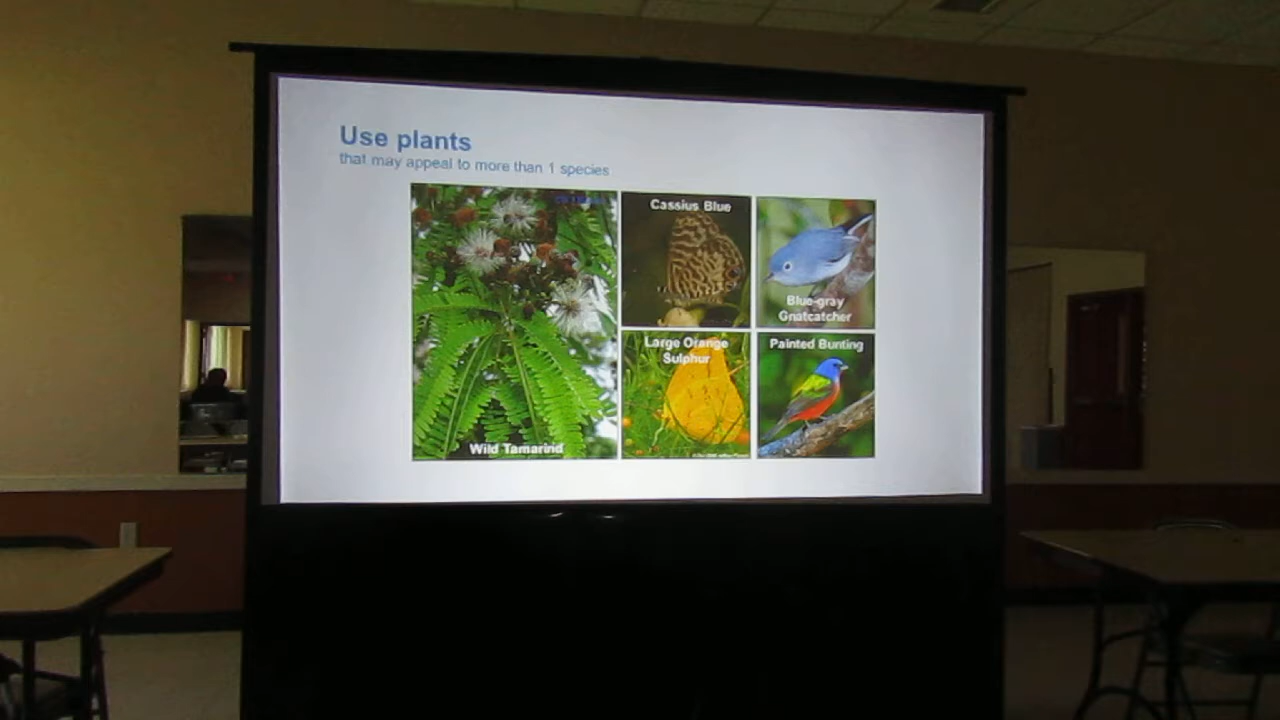 Use plants
that may appeal to more than 1 species
Cassius Blue
Blue-gray
Gnatcatcher
Large Orange
Sulphur
Painted Bunting
Wild Tamarind